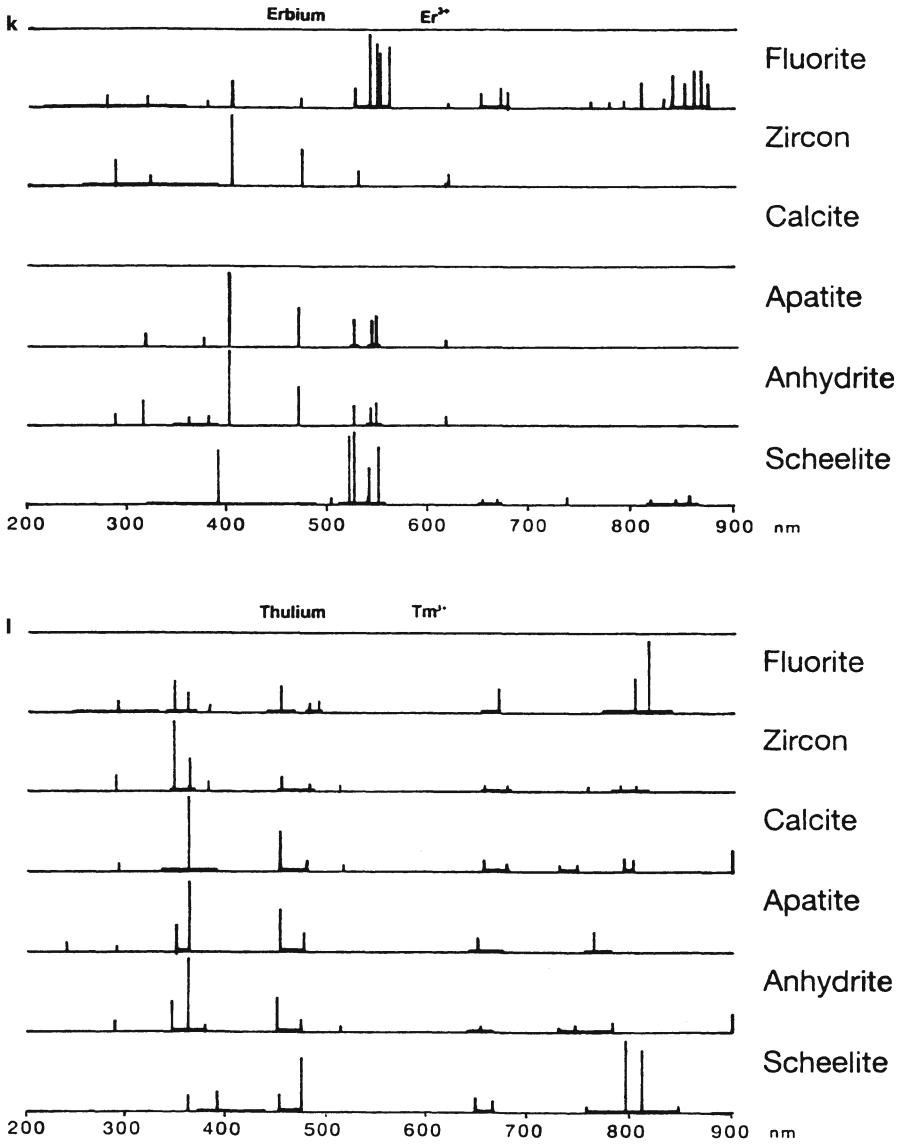 k Erbium Er³⁺
Fluorite
Zircon
Calcite
Apatite
Anhydrite
Scheelite
200 300 400 500 600 700 800 900 nm
l Thulium Tm³⁺
Fluorite
Zircon
Calcite
Apatite
Anhydrite
Scheelite
200 300 400 500 600 700 800 900 nm